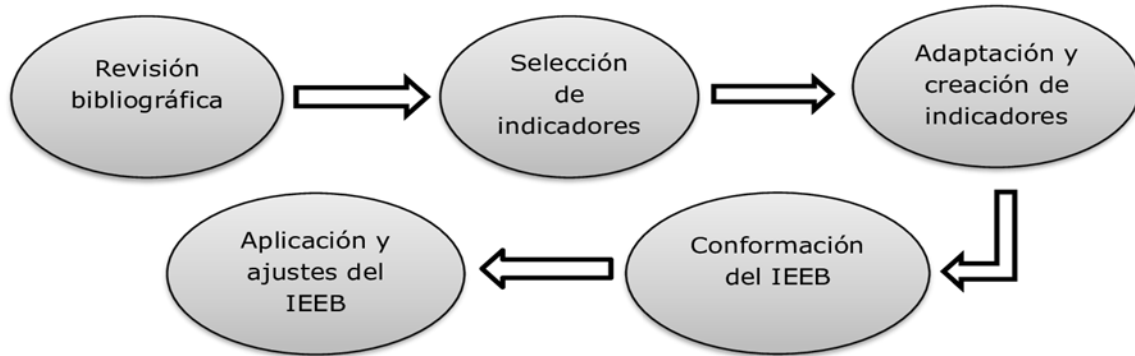 Revisión
bibliográfica
Selección
de
indicadores
Adaptación y
creación de
indicadores
Conformación
del IEEB
Aplicación y
ajustes del
IEEB